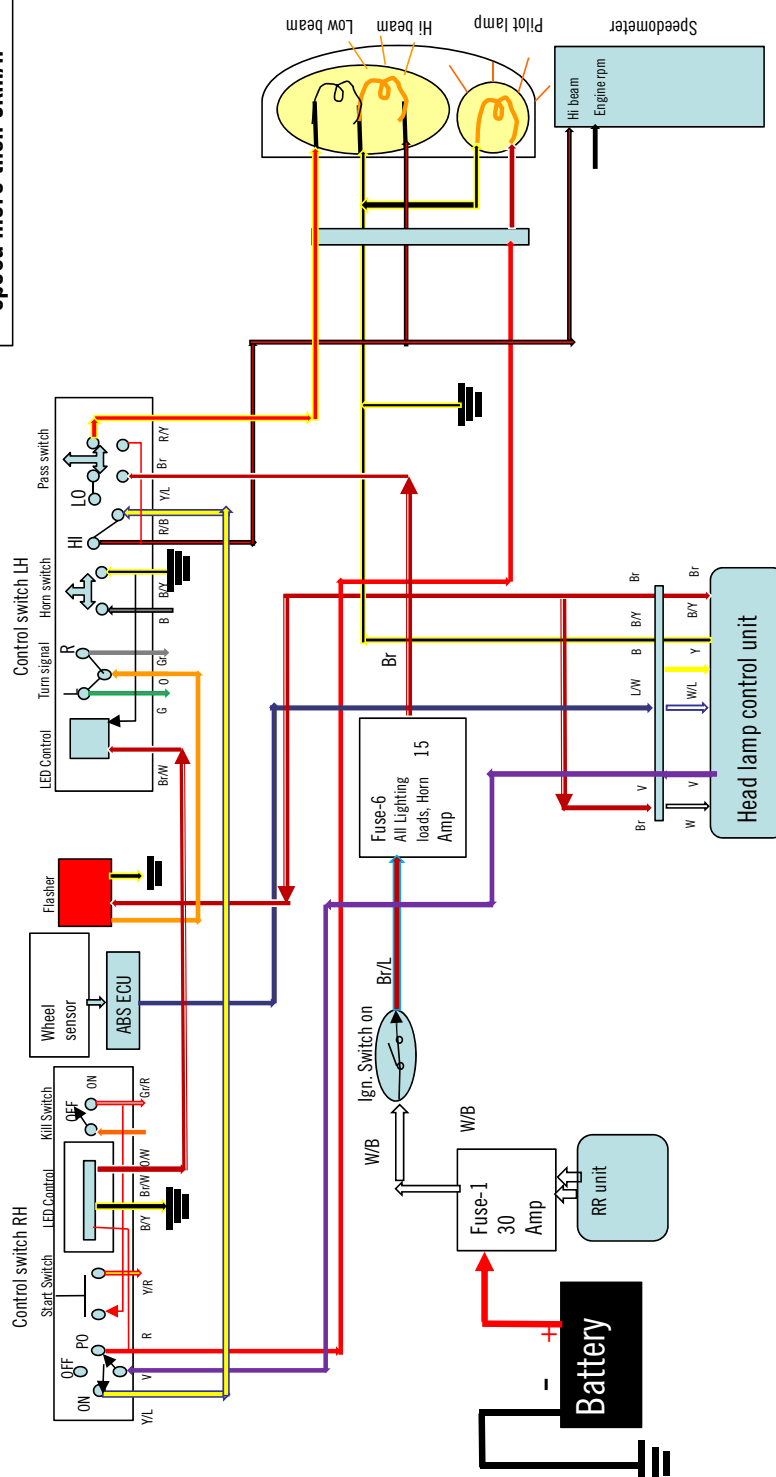 speed more then 5km/h
Low beam
Hi beam
Pilot lamp
Speedometer
Hi beam
Engine rpm
Control switch LH
LED Control
Turn signal
R
Horn switch
HI
LO
Pass switch
Br/W
G
O
Gr
B
B/Y
R/B
Y/L
Br
R/Y
Flasher
Wheel
sensor
ABS ECU
Control switch RH
ON
OFF
PO
Start Switch
LED Control
Kill Switch
OFF
ON
Y/L
V
R
Y/R
B/Y
Br/W
O/W
Gr/R
Br
Fuse-6
All Lighting
loads, Horn 15
Amp
Br/L
Ign. Switch on
W/B
W/B
Fuse-1
30
Amp
RR unit
+
-
Battery
Br
V
L/W
B
B/Y
Br
W
V
W/L
Y
B/Y
Br
Head lamp control unit